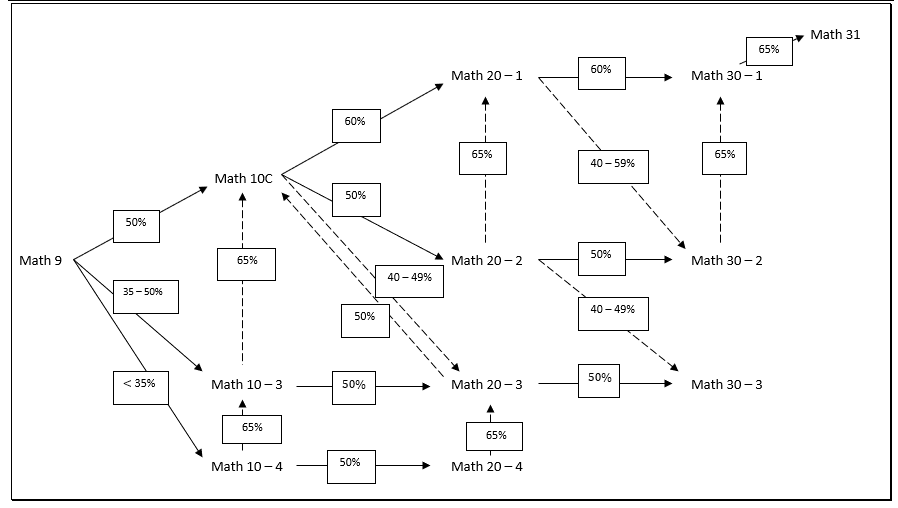 Math 31
65%
Math 20 – 1
60%
Math 30 – 1
60%
65%
40 – 59%
65%
Math 10C
50%
50%
Math 9
65%
Math 20 – 2
50%
Math 30 – 2
40 – 49%
35 – 50%
50%
40 – 49%
< 35%
Math 10 – 3
50%
Math 20 – 3
50%
Math 30 – 3
65%
65%
Math 10 – 4
50%
Math 20 – 4